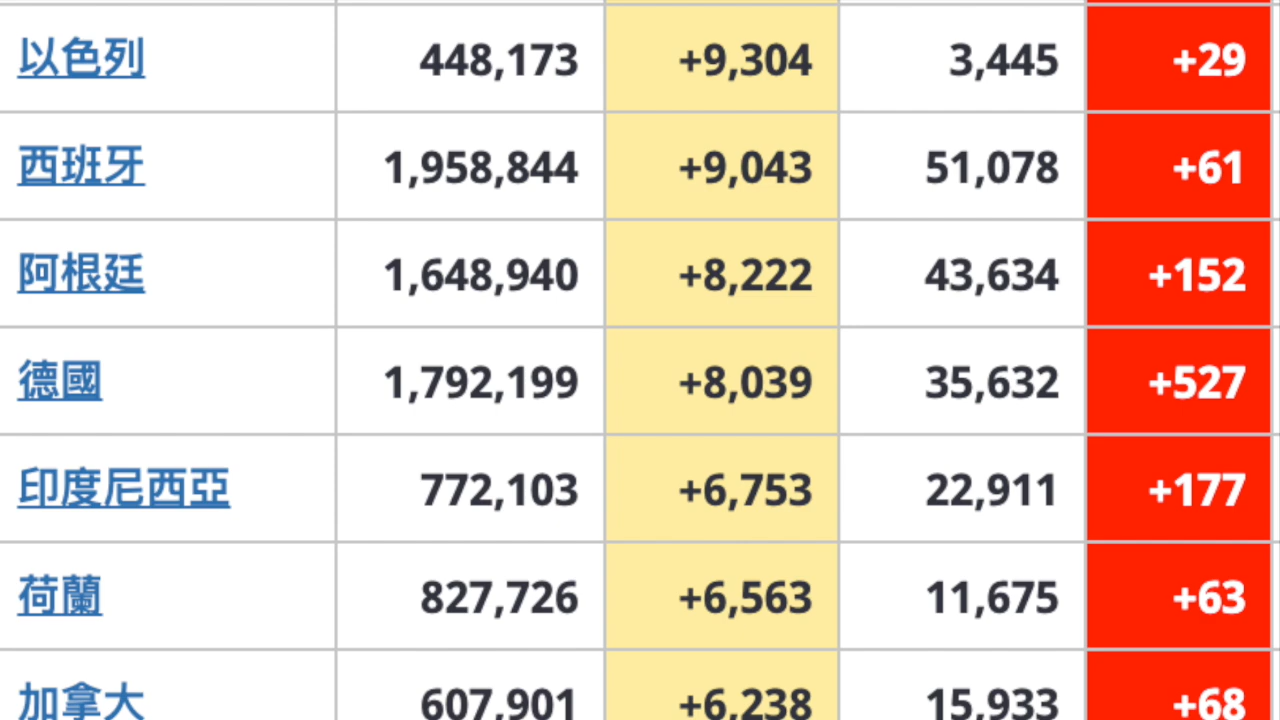 以色列 448,173 +9,304 3,445 +29
西班牙 1,958,844 +9,043 51,078 +61
阿根廷 1,648,940 +8,222 43,634 +152
德國 1,792,199 +8,039 35,632 +527
印度尼西亞 772,103 +6,753 22,911 +177
荷蘭 827,726 +6,563 11,675 +63
加拿大 607,901 +6,238 15,933 +68